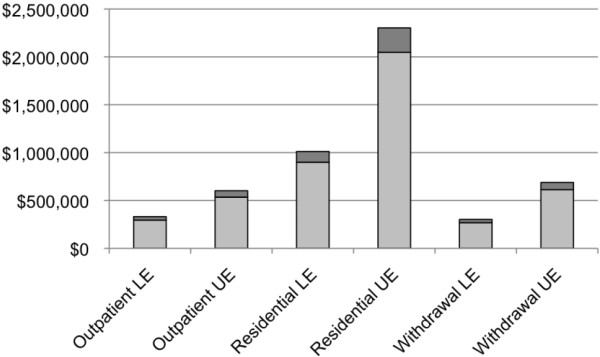 $2,500,000
$2,000,000
$1,500,000
$1,000,000
$500,000
$0
Outpatient LE
Outpatient UE
Residential LE
Residential UE
Withdrawal LE
Withdrawal UE